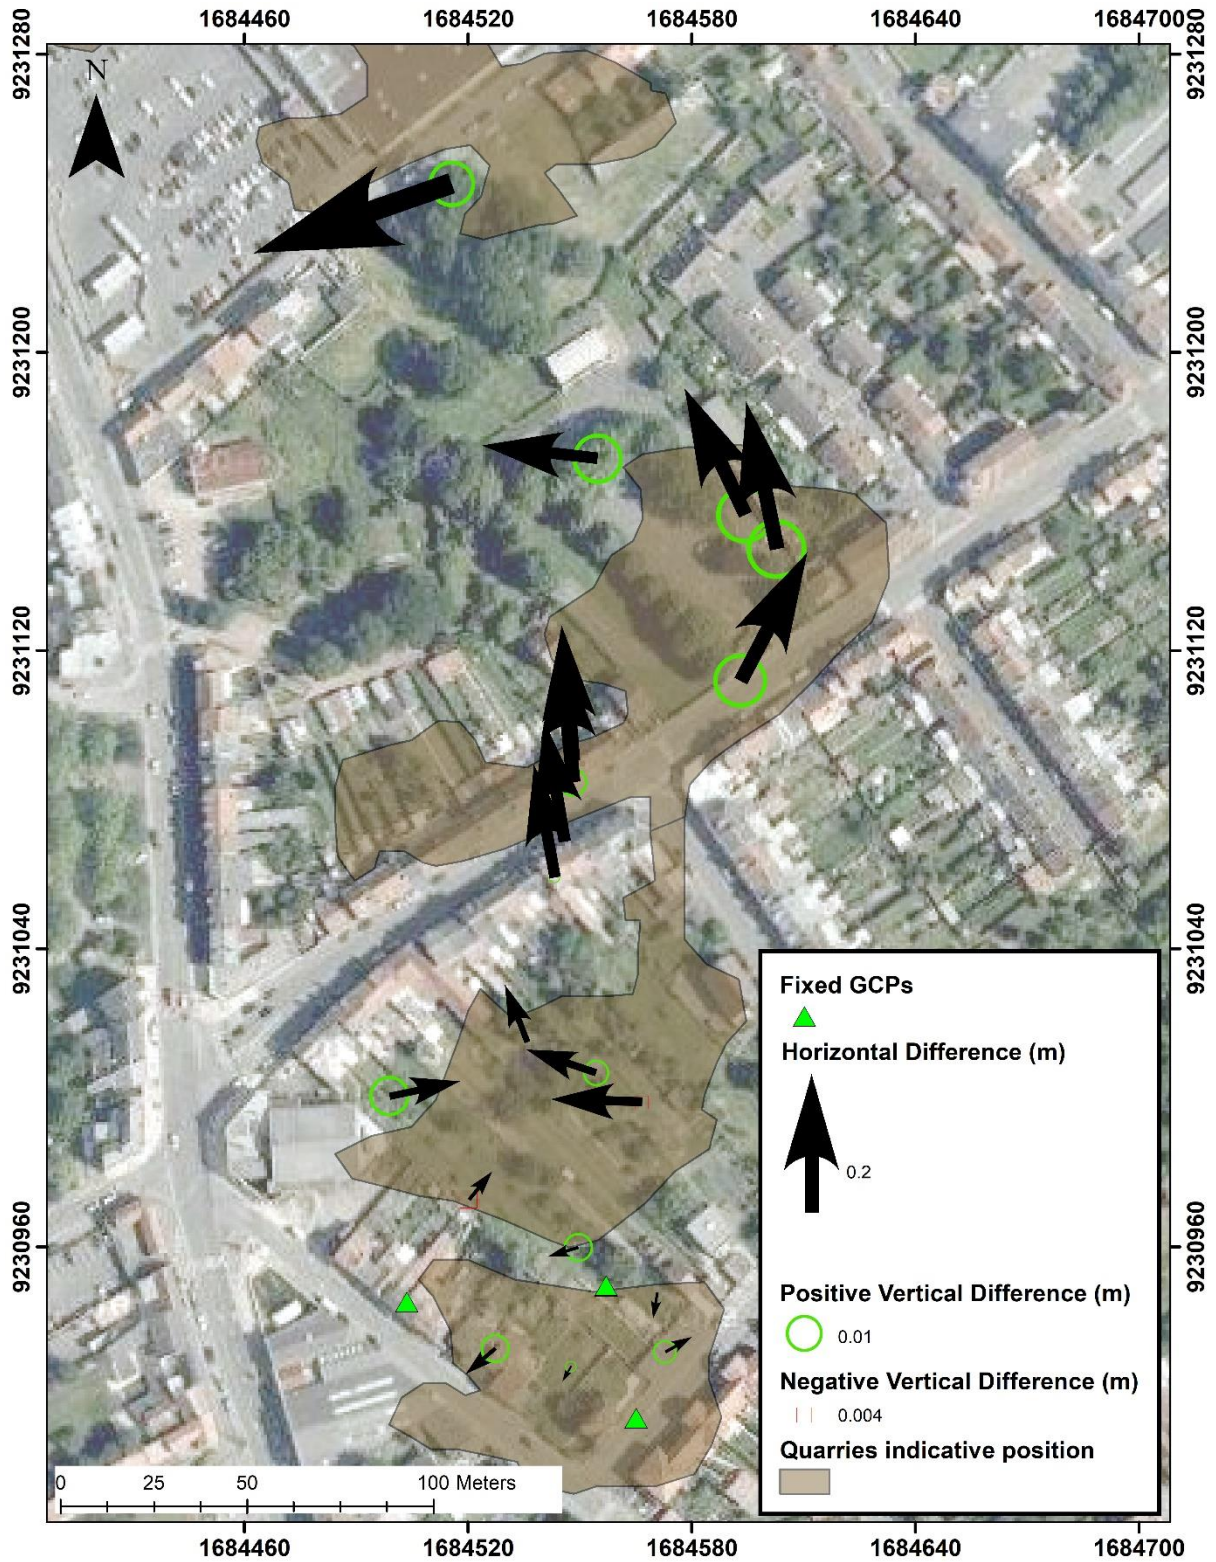 1684460 1684520 1684580 1684640 1684700
9231280 9231280
N
9231200 9231200
9231120 9231120
9231040 9231040
Fixed GCPs
Horizontal Difference (m)
0.2
9230960 9230960
Positive Vertical Difference (m)
0.01
Negative Vertical Difference (m)
0.004
Quarries indicative position
0 25 50 100 Meters
1684460 1684520 1684580 1684640 1684700